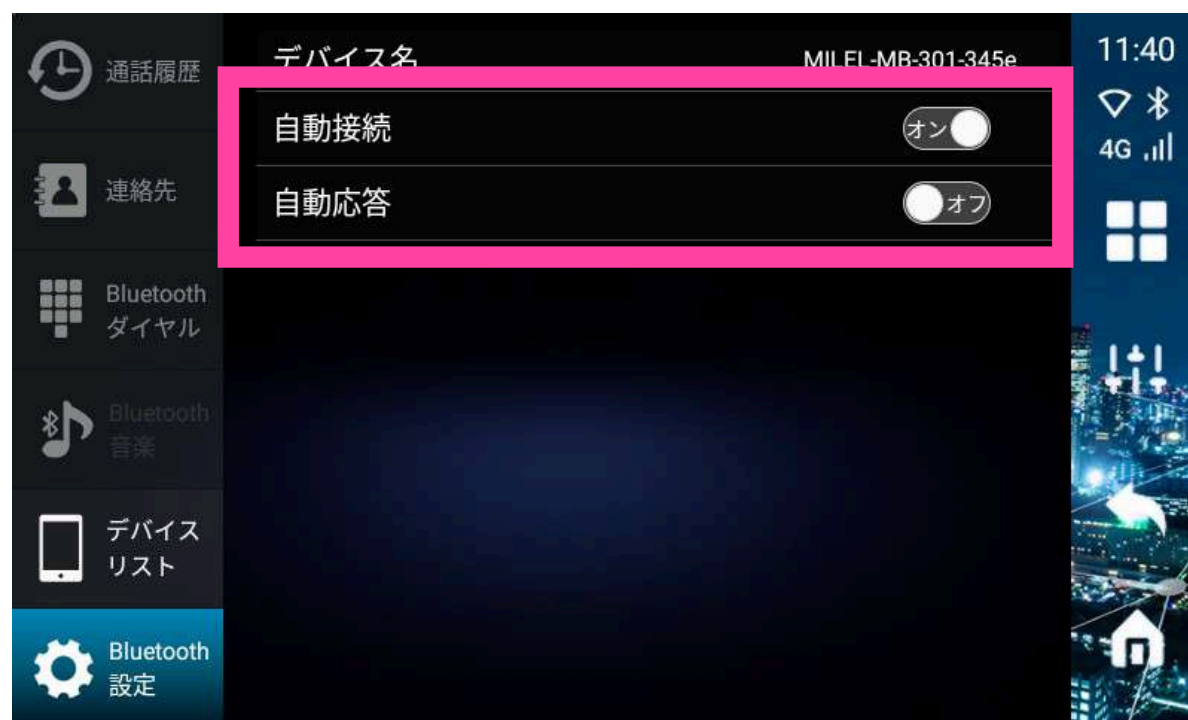 通話履歴
連絡先
Bluetooth
ダイヤル
Bluetooth
音楽
デバイス
リスト
Bluetooth
設定
デバイス名
MILEL-MB-301-345e
自動接続
オン
自動応答
オフ
11:40
4G